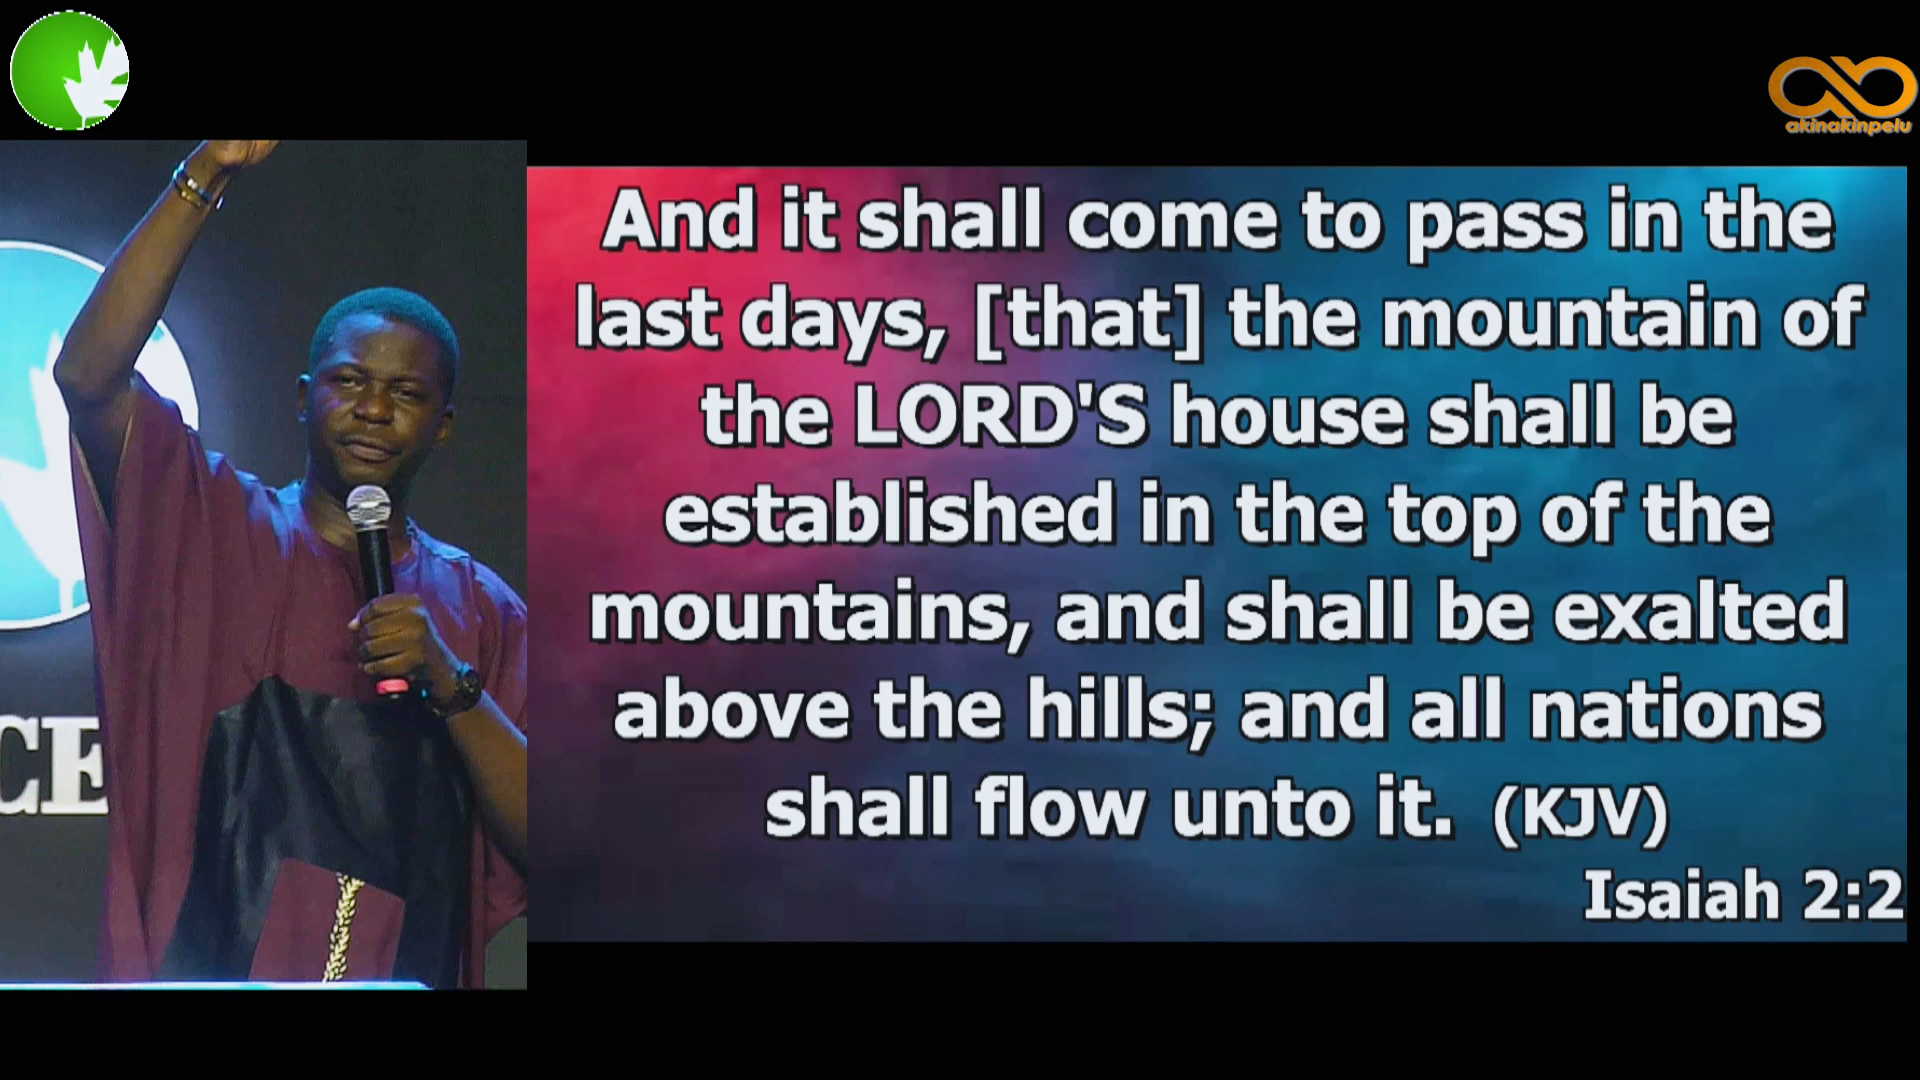 akinakinpelu
And it shall come to pass in the
last days, [that] the mountain of
the LORD'S house shall be
established in the top of the
mountains, and shall be exalted
above the hills; and all nations
shall flow unto it. (KJV)
Isaiah 2:2
CE